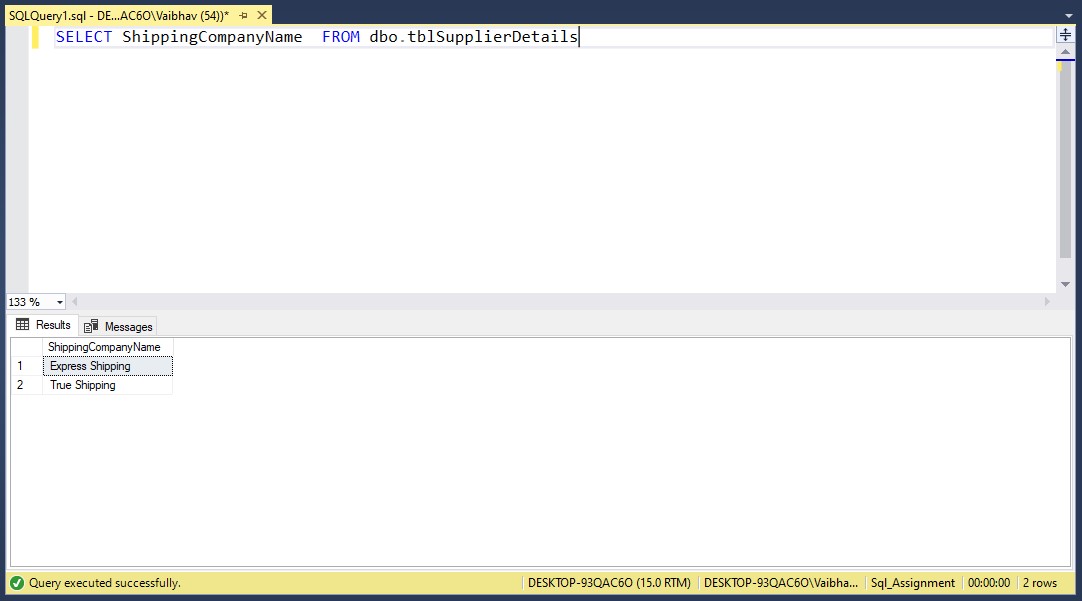 SQLQuery1.sql - DE...AC6O\Vaibhav (54))*
SELECT ShippingCompanyName  FROM dbo.tblSupplierDetails
133 %
Results Messages
ShippingCompanyName
1 Express Shipping
2 True Shipping
Query executed successfully. DESKTOP-93QAC6O (15.0 RTM) DESKTOP-93QAC6O\Vaibha... Sql_Assignment 00:00:00 2 rows